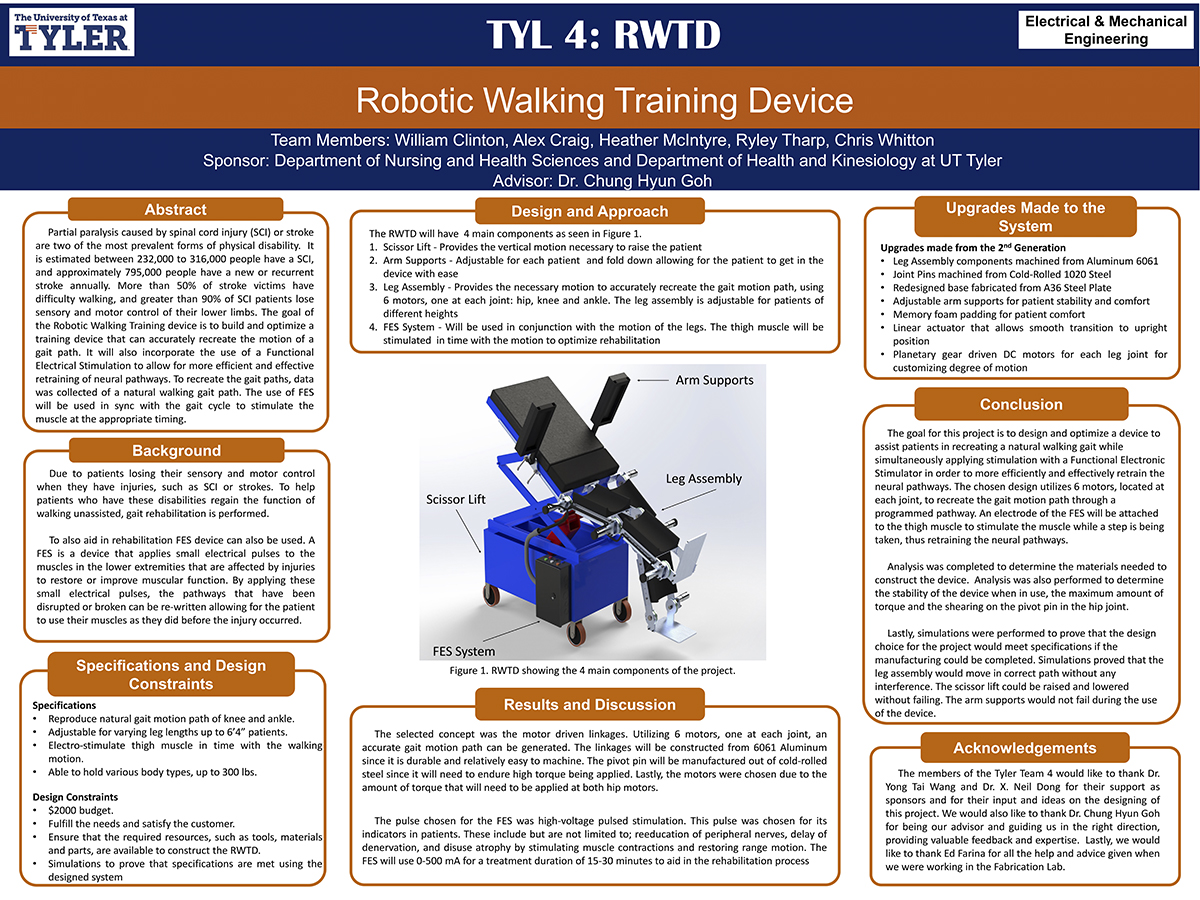 The University of Texas at
TYLER
TYL 4: RWTD
Electrical & Mechanical
Engineering
Robotic Walking Training Device
Team Members: William Clinton, Alex Craig, Heather McIntyre, Ryley Tharp, Chris Whitton
Sponsor: Department of Nursing and Health Sciences and Department of Health and Kinesiology at UT Tyler
Advisor: Dr. Chung Hyun Goh
Abstract
Partial paralysis caused by spinal cord injury (SCI) or stroke
are two of the most prevalent forms of physical disability. It
is estimated between 232,000 to 316,000 people have a SCI,
and approximately 795,000 people have a new or recurrent
stroke annually. More than 50% of stroke victims have
difficulty walking, and greater than 90% of SCI patients lose
sensory and motor control of their lower limbs. The goal of
the Robotic Walking Training device is to build and optimize a
training device that can accurately recreate the motion of a
gait path. It will also incorporate the use of a Functional
Electrical Stimulation to allow for more efficient and effective
retraining of neural pathways. To recreate the gait paths, data
was collected of a natural walking gait path. The use of FES
will be used in sync with the gait cycle to stimulate the
muscle at the appropriate timing.
Background
Due to patients losing their sensory and motor control
when they have injuries, such as SCI or strokes. To help
patients who have these disabilities regain the function of
walking unassisted, gait rehabilitation is performed.
To also aid in rehabilitation FES device can also be used. A
FES is a device that applies small electrical pulses to the
muscles in the lower extremities that are affected by injuries
to restore or improve muscular function. By applying these
small electrical pulses, the pathways that have been
disrupted or broken can be re-written allowing for the patient
to use their muscles as they did before the injury occurred.
Specifications and Design
Constraints
Specifications
• Reproduce natural gait motion path of knee and ankle.
• Adjustable for varying leg lengths up to 6’4” patients.
• Electro-stimulate thigh muscle in time with the walking
motion.
• Able to hold various body types, up to 300 lbs.
Design Constraints
• $2000 budget.
• Fulfill the needs and satisfy the customer.
• Ensure that the required resources, such as tools, materials
and parts, are available to construct the RWTD.
• Simulations to prove that specifications are met using the
designed system
Design and Approach
The RWTD will have 4 main components as seen in Figure 1.
1. Scissor Lift - Provides the vertical motion necessary to raise the patient
2. Arm Supports - Adjustable for each patient and fold down allowing for the patient to get in the
device with ease
3. Leg Assembly - Provides the necessary motion to accurately recreate the gait motion path, using
6 motors, one at each joint: hip, knee and ankle. The leg assembly is adjustable for patients of
different heights
4. FES System - Will be used in conjunction with the motion of the legs. The thigh muscle will be
stimulated in time with the motion to optimize rehabilitation
Arm Supports
Leg Assembly
Scissor Lift
FES System
Figure 1. RWTD showing the 4 main components of the project.
Results and Discussion
The selected concept was the motor driven linkages. Utilizing 6 motors, one at each joint, an
accurate gait motion path can be generated. The linkages will be constructed from 6061 Aluminum
since it is durable and relatively easy to machine. The pivot pin will be manufactured out of cold-rolled
steel since it will need to endure high torque being applied. Lastly, the motors were chosen due to the
amount of torque that will need to be applied at both hip motors.
The pulse chosen for the FES was high-voltage pulsed stimulation. This pulse was chosen for its
indicators in patients. These include but are not limited to; reeducation of peripheral nerves, delay of
denervation, and disuse atrophy by stimulating muscle contractions and restoring range motion. The
FES will use 0-500 mA for a treatment duration of 15-30 minutes to aid in the rehabilitation process
Upgrades Made to the
System
Upgrades made from the 2nd Generation
• Leg Assembly components machined from Aluminum 6061
• Joint Pins machined from Cold-Rolled 1020 Steel
• Redesigned base fabricated from A36 Steel Plate
• Adjustable arm supports for patient stability and comfort
• Memory foam padding for patient comfort
• Linear actuator that allows smooth transition to upright
position
• Planetary gear driven DC motors for each leg joint for
customizing degree of motion
Conclusion
The goal for this project is to design and optimize a device to
assist patients in recreating a natural walking gait while
simultaneously applying stimulation with a Functional Electronic
Stimulator in order to more efficiently and effectively retrain the
neural pathways. The chosen design utilizes 6 motors, located at
each joint, to recreate the gait motion path through a
programmed pathway. An electrode of the FES will be attached
to the thigh muscle to stimulate the muscle while a step is being
taken, thus retraining the neural pathways.
Analysis was completed to determine the materials needed to
construct the device. Analysis was also performed to determine
the stability of the device when in use, the maximum amount of
torque and the shearing on the pivot pin in the hip joint.
Lastly, simulations were performed to prove that the design
choice for the project would meet specifications if the
manufacturing could be completed. Simulations proved that the
leg assembly would move in correct path without any
interference. The scissor lift could be raised and lowered
without failing. The arm supports would not fail during the use
of the device.
Acknowledgements
The members of the Tyler Team 4 would like to thank Dr.
Yong Tai Wang and Dr. X. Neil Dong for their support as
sponsors and for their input and ideas on the designing of
this project. We would also like to thank Dr. Chung Hyun Goh
for being our advisor and guiding us in the right direction,
providing valuable feedback and expertise. Lastly, we would
like to thank Ed Farina for all the help and advice given when
we were working in the Fabrication Lab.